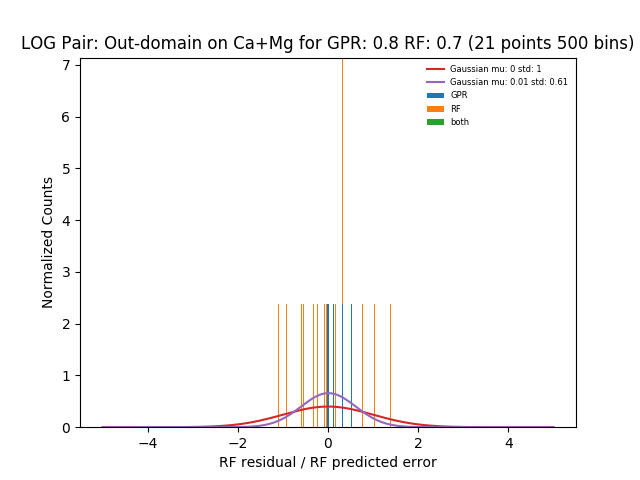 LOG Pair: Out-domain on Ca+Mg for GPR: 0.8 RF: 0.7 (21 points 500 bins)
Normalized Counts
7
6
5
4
3
2
1
0
Gaussian mu: 0 std: 1
Gaussian mu: 0.01 std: 0.61
GPR
RF
both
−4 −2 0 2 4
RF residual / RF predicted error